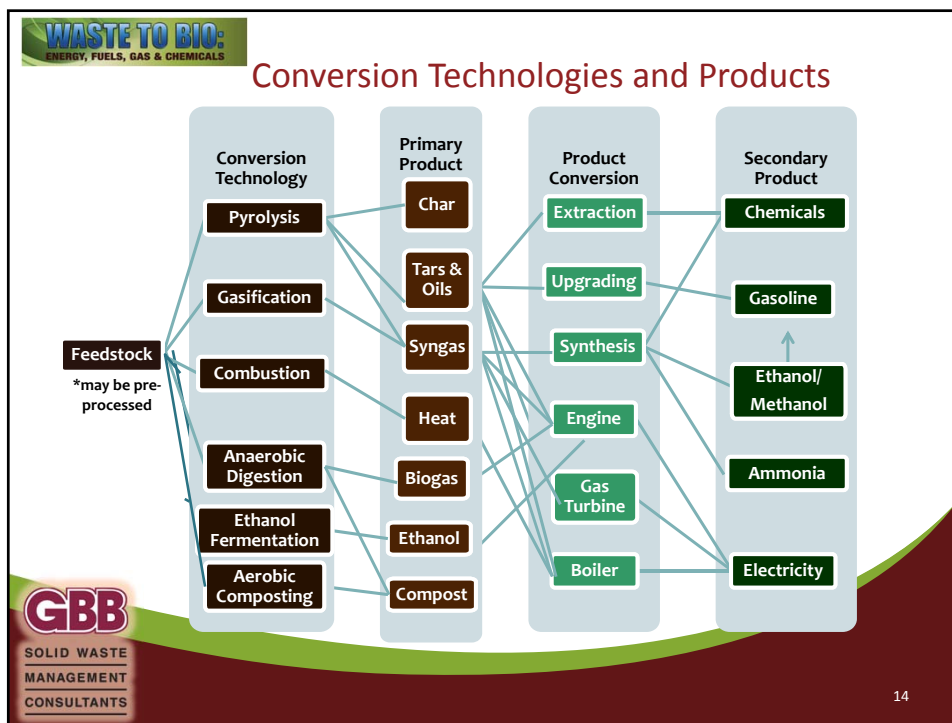 WASTE TO BIO:
ENERGY, FUELS, GAS & CHEMICALS
Conversion Technologies and Products
Conversion
Technology
Pyrolysis
Gasification
Feedstock
*may be pre-
processed
Combustion
Anaerobic
Digestion
Ethanol
Fermentation
Aerobic
Composting
Primary
Product
Char
Tars &
Oils
Syngas
Heat
Biogas
Ethanol
Compost
Product
Conversion
Extraction
Upgrading
Synthesis
Engine
Gas
Turbine
Boiler
Secondary
Product
Chemicals
Gasoline
Ethanol/
Methanol
Ammonia
Electricity
GBB
SOLID WASTE
MANAGEMENT
CONSULTANTS
14